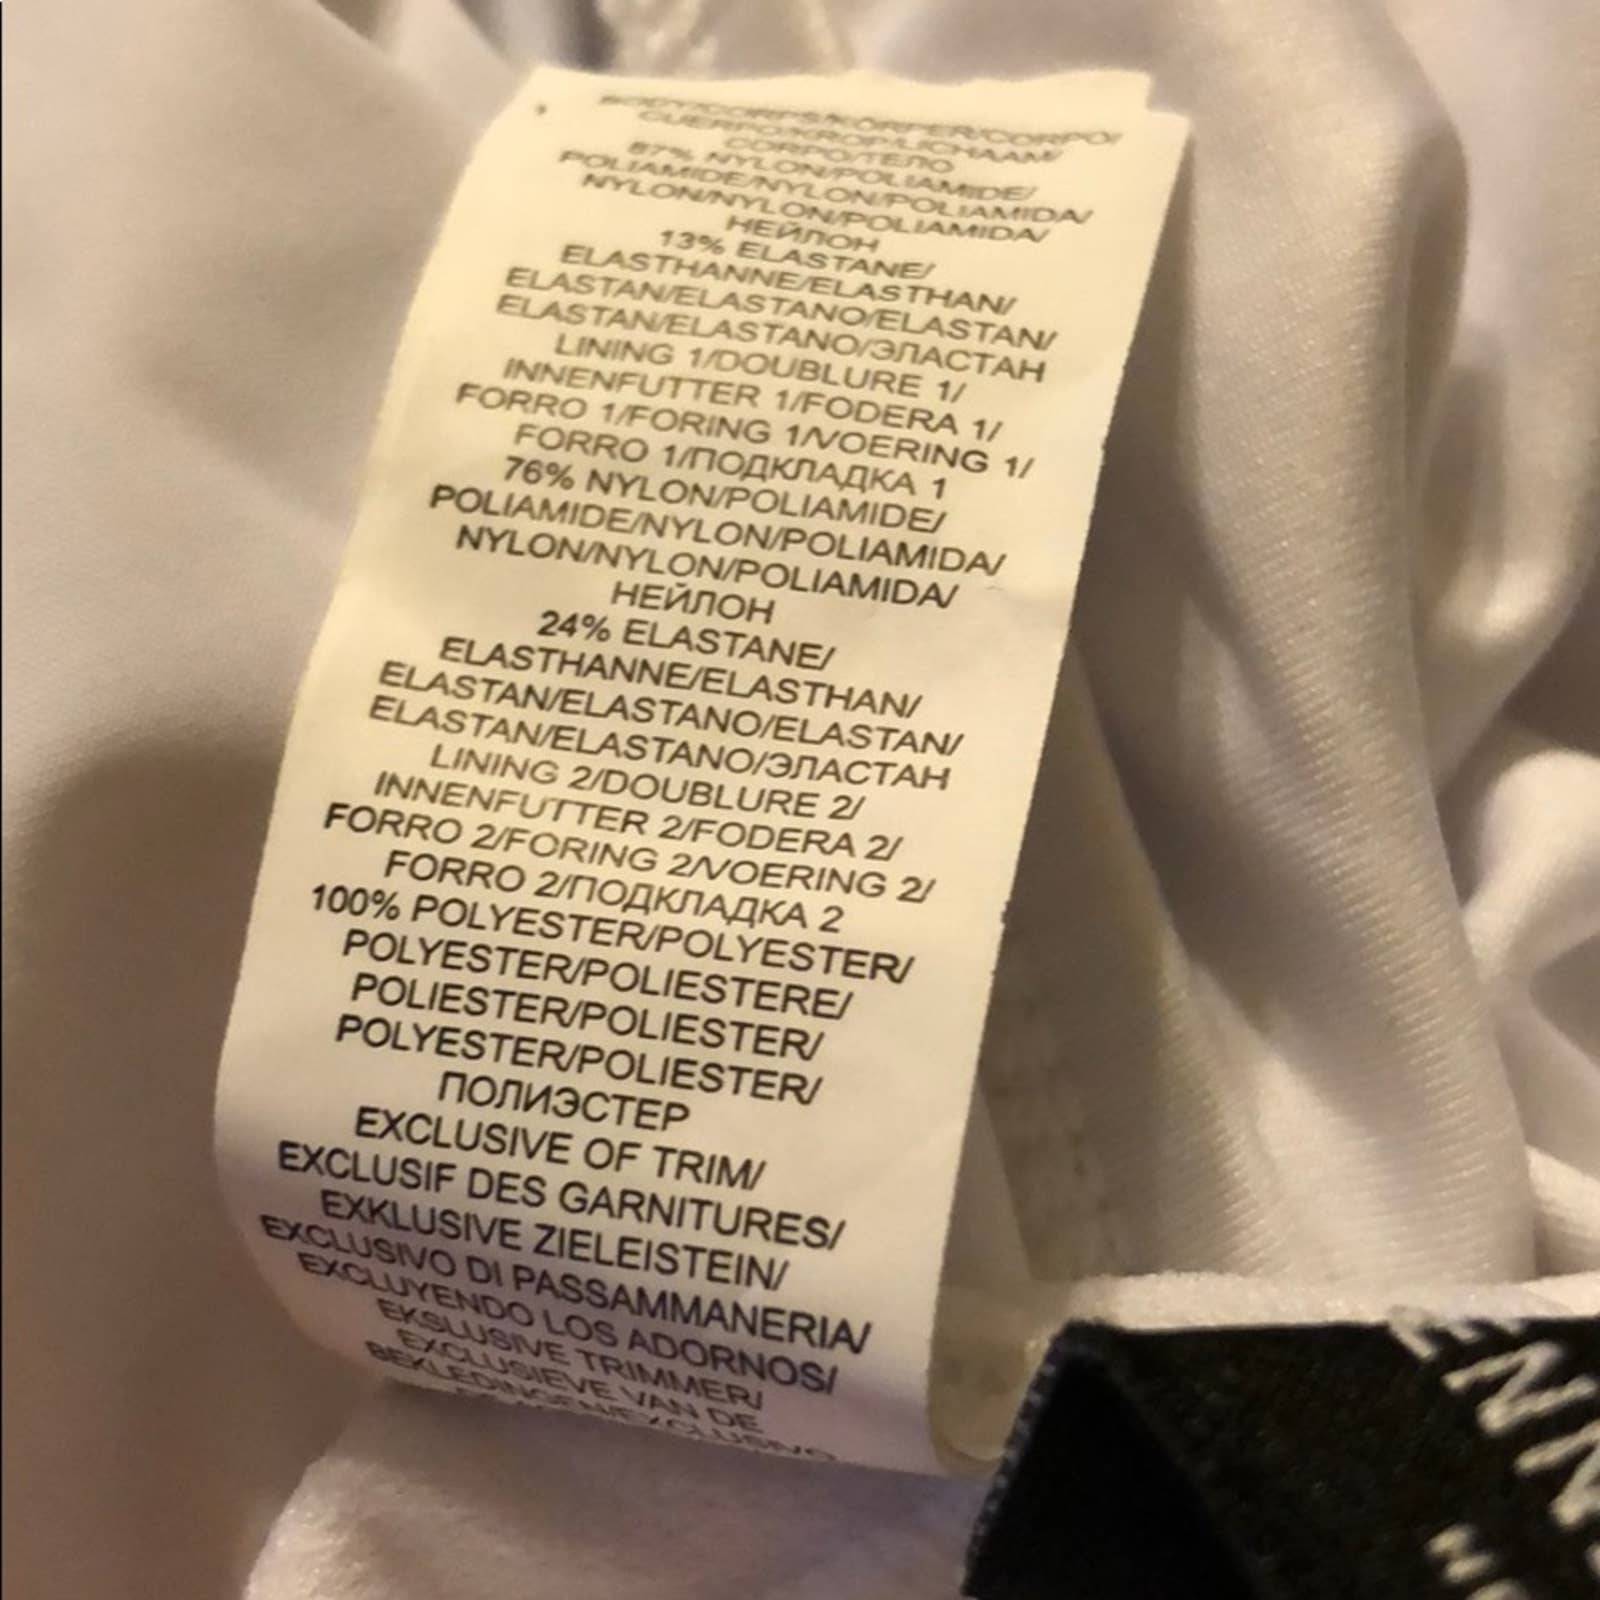 BODY/CORPS/KÖRPER/CORPO/
CUERPO/KROP/LICHAAM/
CORPO/ТЕЛО
87% NYLON/POLIAMIDE/
POLIAMIDE/NYLON/POLIAMIDA/
NYLON/NYLON/POLIAMIDA/
НЕЙЛОН
13% ELASTANE/
ELASTHANNE/ELASTHAN/
ELASTAN/ELASTANO/ELASTAN/
ELASTAN/ELASTANO/ЭЛАСТАН
LINING 1/DOUBLURE 1/
INNENFUTTER 1/FODERA 1/
FORRO 1/FORING 1/VOERING 1/
FORRO 1/ПОДКЛАДКА 1
76% NYLON/POLIAMIDE/
POLIAMIDE/NYLON/POLIAMIDA/
NYLON/NYLON/POLIAMIDA/
НЕЙЛОН
24% ELASTANE/
ELASTHANNE/ELASTHAN/
ELASTAN/ELASTANO/ELASTAN/
ELASTAN/ELASTANO/ЭЛАСТАН
LINING 2/DOUBLURE 2/
INNENFUTTER 2/FODERA 2/
FORRO 2/FORING 2/VOERING 2/
FORRO 2/ПОДКЛАДКА 2
100% POLYESTER/POLYESTER/
POLYESTER/POLIESTERE/
POLIESTER/POLIESTER/
POLYESTER/POLIESTER/
ПОЛИЭСТЕР
EXCLUSIVE OF TRIM/
EXCLUSIF DES GARNITURES/
EXKLUSIVE ZIELEISTEIN/
EXCLUSIVO DI PASSAMMANERIA/
EXCLUYENDO LOS ADORNOS/
EKSLUSIVE TRIMMER/
EXCLUSIEVE VAN DE